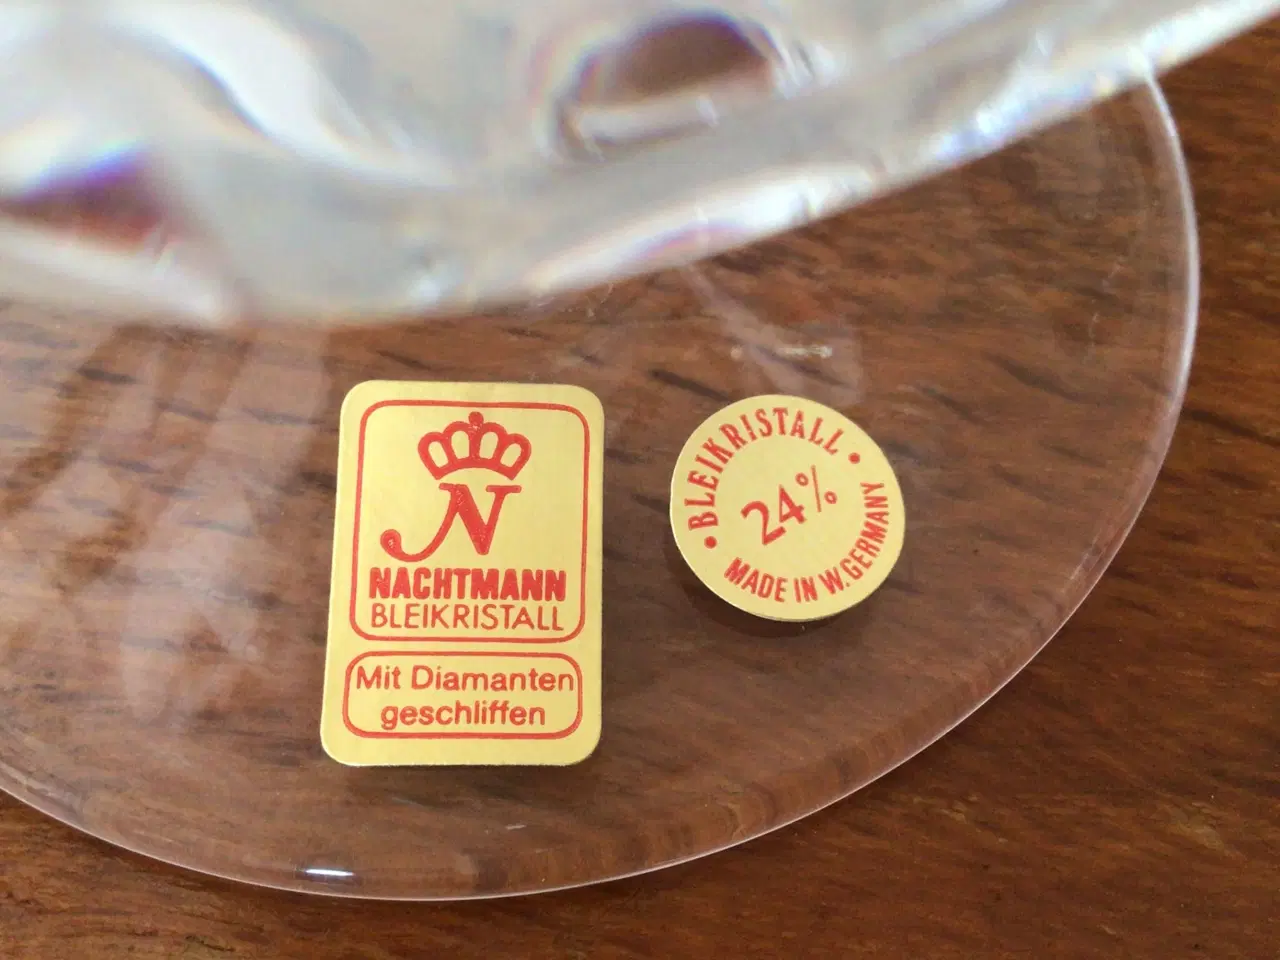 N
NACHTMANN
BLEIKRISTALL
Mit Diamanten
geschliffen
• BLEIKRISTALL •
24%
MADE IN W. GERMANY